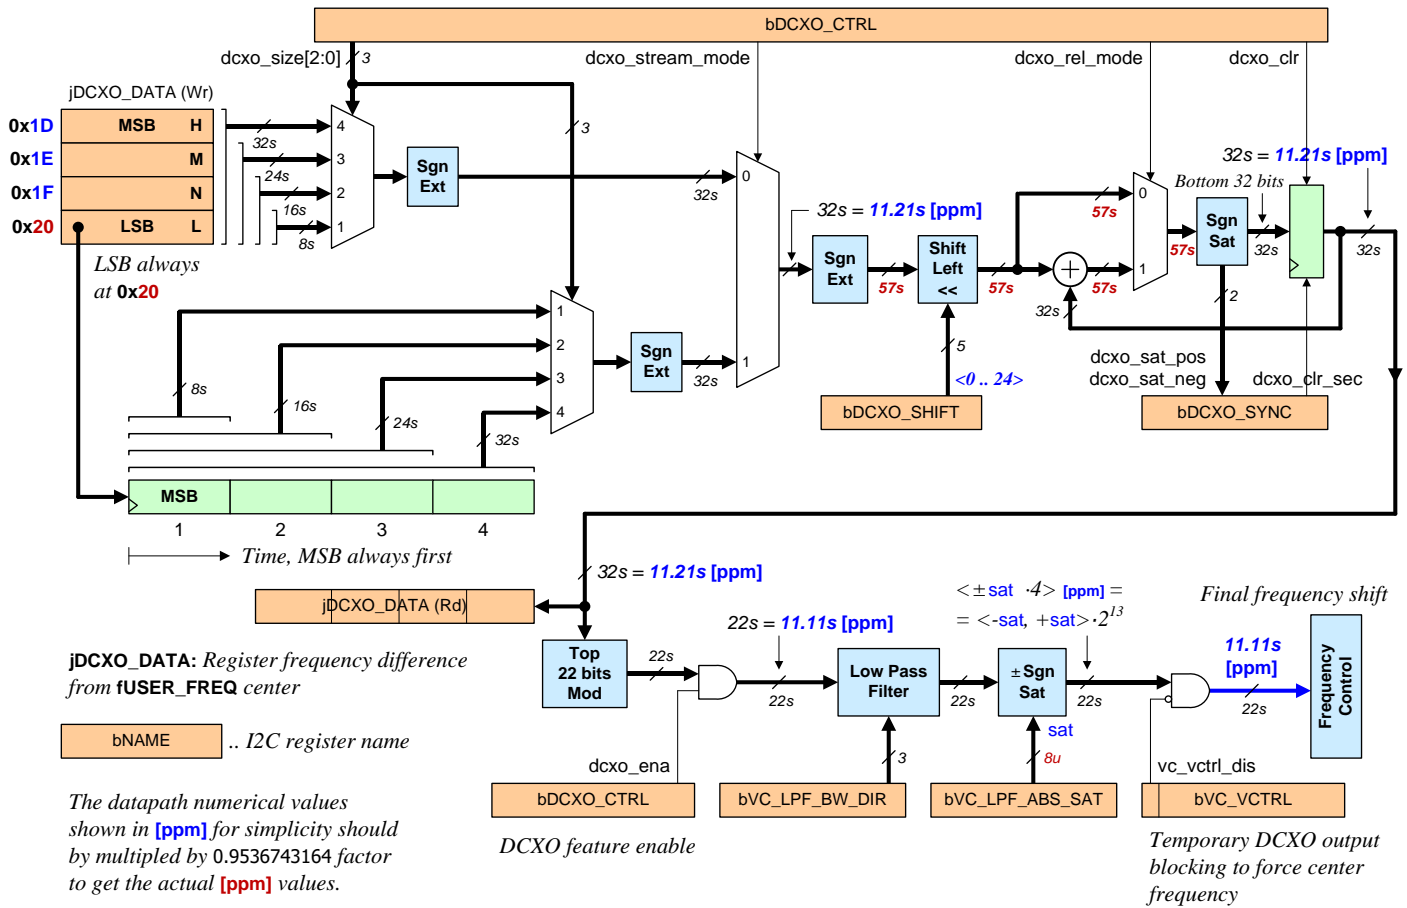 bDCXO_CTRL
dcxo_size[2:0]
3
dcxo_stream_mode
dcxo_rel_mode
dcxo_clr
jDCXO_DATA (Wr)
0x1D
MSB H
32s
4
0x1E
M
24s
3
0x1F
N
16s
2
0x20
LSB L
8s
1
3
Sgn
Ext
32s
0
32s = 11.21s [ppm]
57s
0
Sgn
Sat
32s = 11.21s [ppm]
Bottom 32 bits
57s
32s
32s
LSB always
at 0x20
Sgn
Ext
57s
Shift
Left
<<
57s
+
57s
1
32s
2
5
<0 .. 24>
bDCXO_SHIFT
dcxo_sat_pos
dcxo_sat_neg
dcxo_clr_sec
bDCXO_SYNC
1
2
3
4
Sgn
Ext
32s
1
8s
16s
24s
32s
MSB
1 2 3 4
Time, MSB always first
32s = 11.21s [ppm]
jDCXO_DATA (Rd)
jDCXO_DATA: Register frequency difference
from fUSER_FREQ center
bNAME .. I2C register name
The datapath numerical values
shown in [ppm] for simplicity should
by multipled by 0.9536743164 factor
to get the actual [ppm] values.
Top
22 bits
Mod
22s
22s = 11.11s [ppm]
22s
Low Pass
Filter
22s
<±sat ·4> [ppm] =
= <-sat, +sat>·2¹³
± Sgn
Sat
22s
Final frequency shift
11.11s
[ppm]
22s
Frequency
Control
dcxo_ena
3
sat
8u
vc_vctrl_dis
bDCXO_CTRL
bVC_LPF_BW_DIR
bVC_LPF_ABS_SAT
bVC_VCTRL
DCXO feature enable
Temporary DCXO output
blocking to force center
frequency